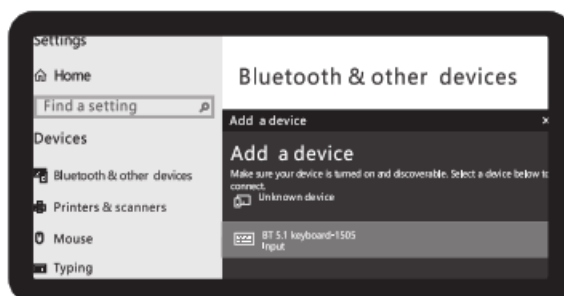 Settings
Home
Find a setting
Devices
Bluetooth & other devices
Printers & scanners
Mouse
Typing
Bluetooth & other devices
Add a device ×
Add a device
Make sure your device is turned on and discoverable. Select a device below to
connect.
Unknown device
BT 5.1 keyboard-1505
Input